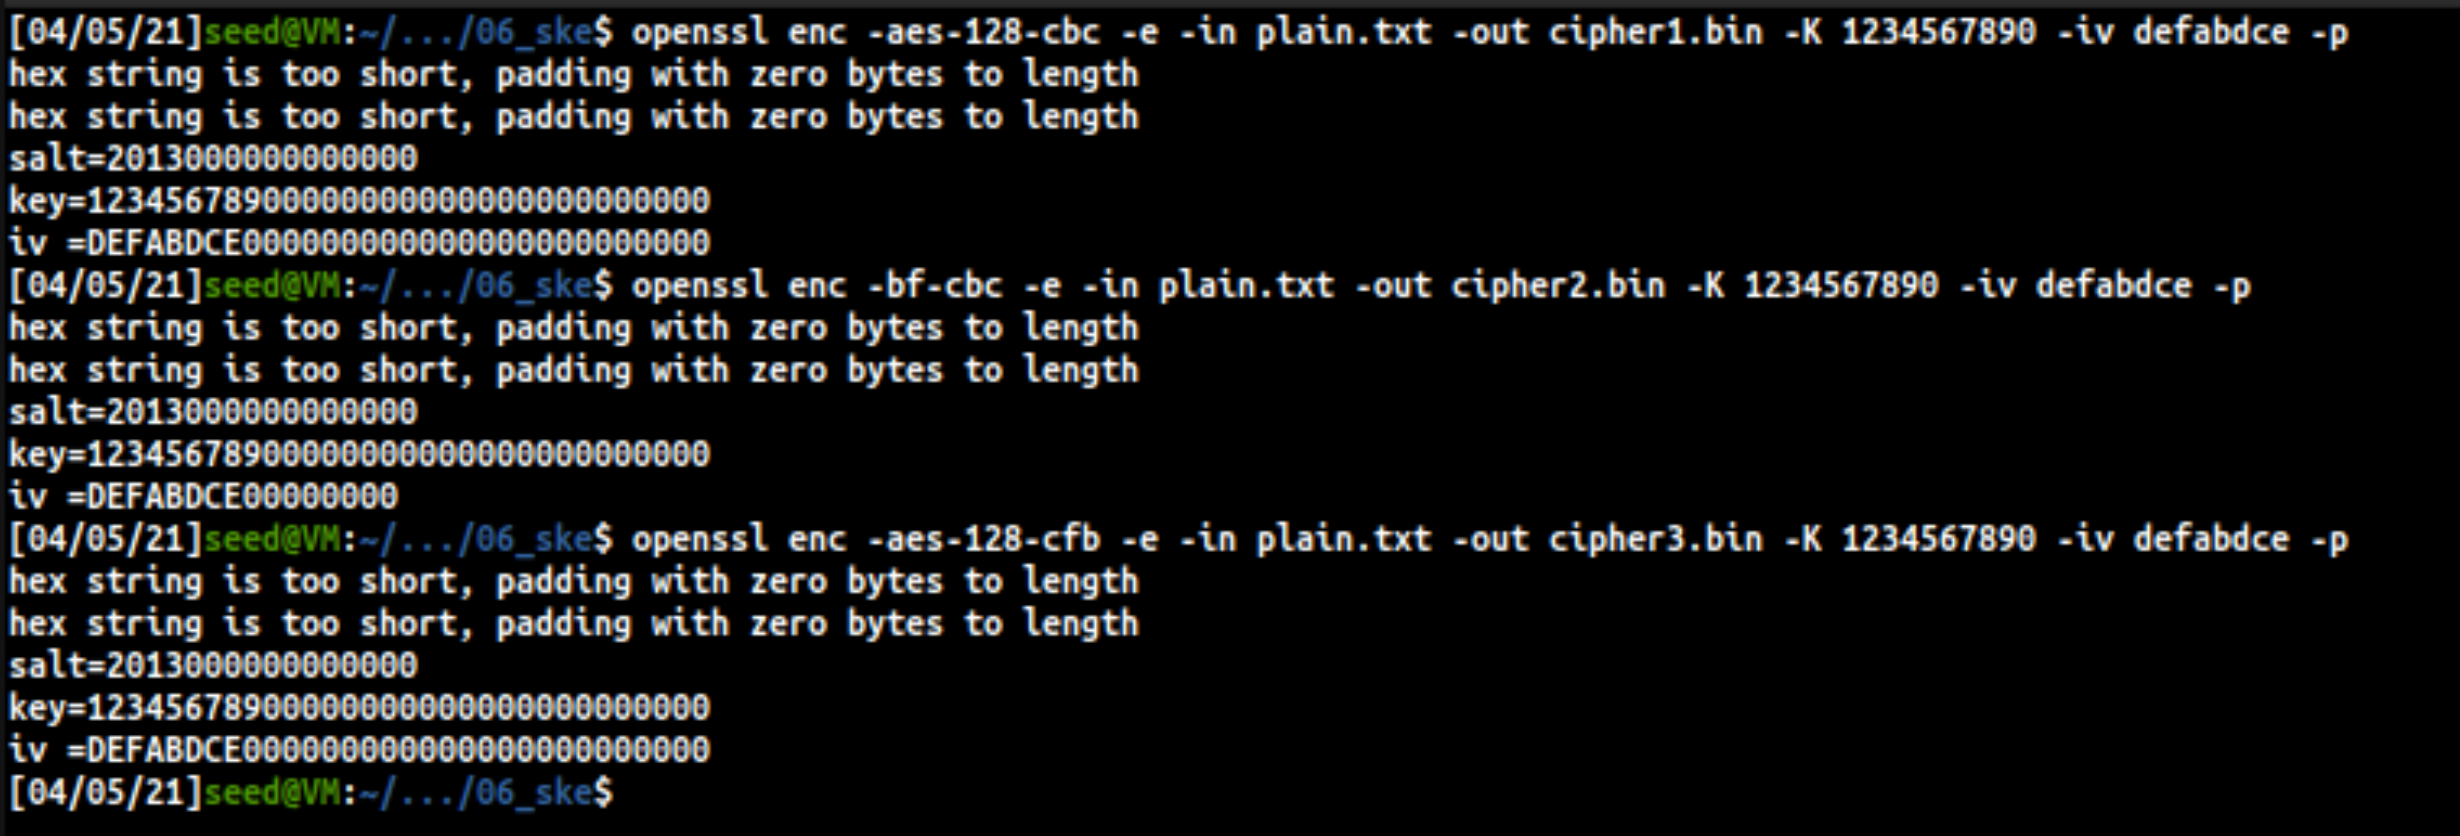 [04/05/21]seed@VM:~/.../06_ske$ openssl enc -aes-128-cbc -e -in plain.txt -out cipher1.bin -K 1234567890 -iv defabdce -p
hex string is too short, padding with zero bytes to length
hex string is too short, padding with zero bytes to length
salt=2013000000000000
key=12345678900000000000000000000000
iv =DEFABDCE000000000000000000000000
[04/05/21]seed@VM:~/.../06_ske$ openssl enc -bf-cbc -e -in plain.txt -out cipher2.bin -K 1234567890 -iv defabdce -p
hex string is too short, padding with zero bytes to length
hex string is too short, padding with zero bytes to length
salt=2013000000000000
key=12345678900000000000000000000000
iv =DEFABDCE00000000
[04/05/21]seed@VM:~/.../06_ske$ openssl enc -aes-128-cfb -e -in plain.txt -out cipher3.bin -K 1234567890 -iv defabdce -p
hex string is too short, padding with zero bytes to length
hex string is too short, padding with zero bytes to length
salt=2013000000000000
key=12345678900000000000000000000000
iv =DEFABDCE000000000000000000000000
[04/05/21]seed@VM:~/.../06_ske$